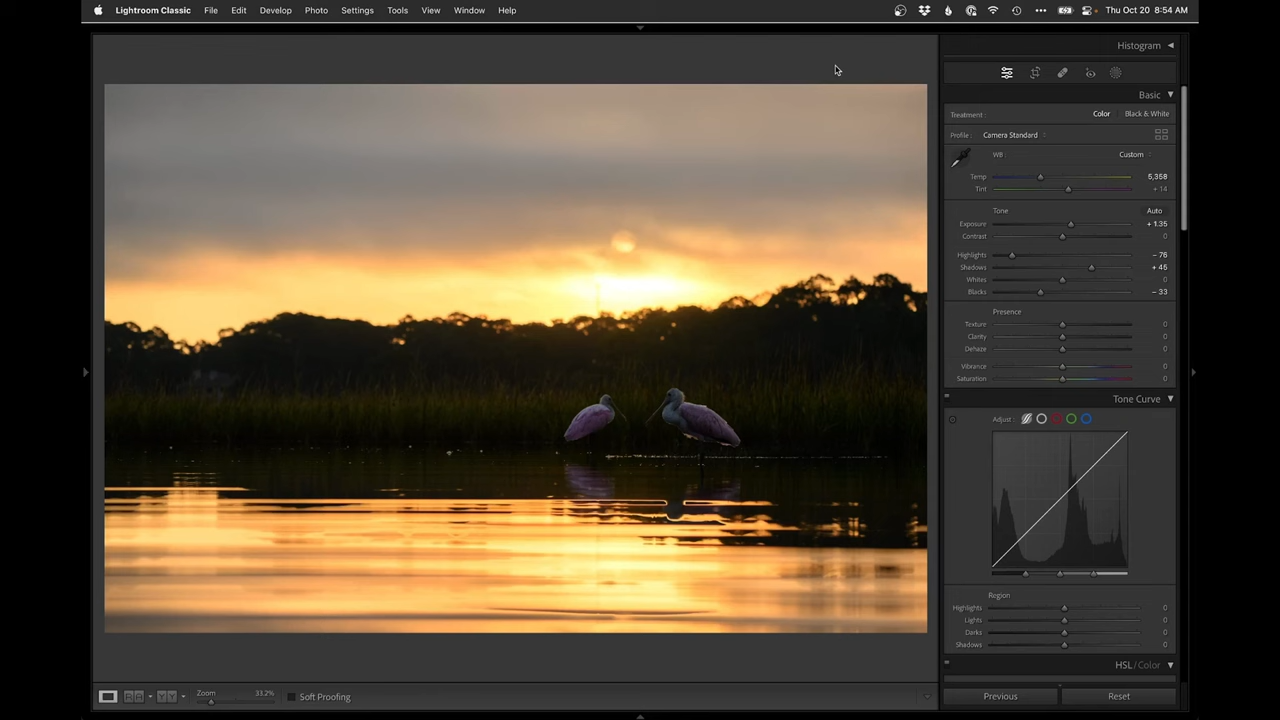 Lightroom Classic File Edit Develop Photo Settings Tools View Window Help Thu Oct 20 8:54 AM
Histogram
Basic
Treatment : Color Black & White
Profile : Camera Standard
WB : Custom
Temp 5,358
Tint + 14
Tone Auto
Exposure + 1.35
Contrast 0
Highlights − 76
Shadows + 45
Whites 0
Blacks − 33
Presence
Texture 0
Clarity 0
Dehaze 0
Vibrance 0
Saturation 0
Tone Curve
Adjust :
Region
Highlights 0
Lights 0
Darks 0
Shadows 0
HSL / Color
Zoom 33.2% Soft Proofing
Previous Reset